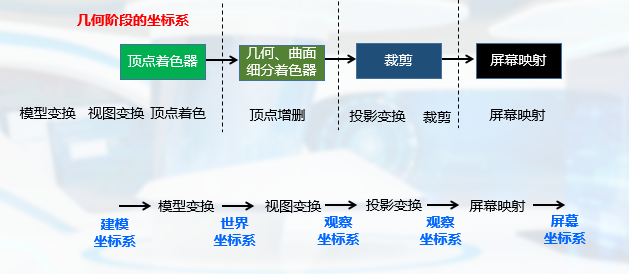 几何阶段的坐标系
顶点着色器
几何、曲面
细分着色器
裁剪
屏幕映射
模型变换 视图变换 顶点着色
顶点增删
投影变换 裁剪
屏幕映射
模型变换 视图变换 投影变换 屏幕映射
建模
坐标系
世界
坐标系
观察
坐标系
观察
坐标系
屏幕
坐标系